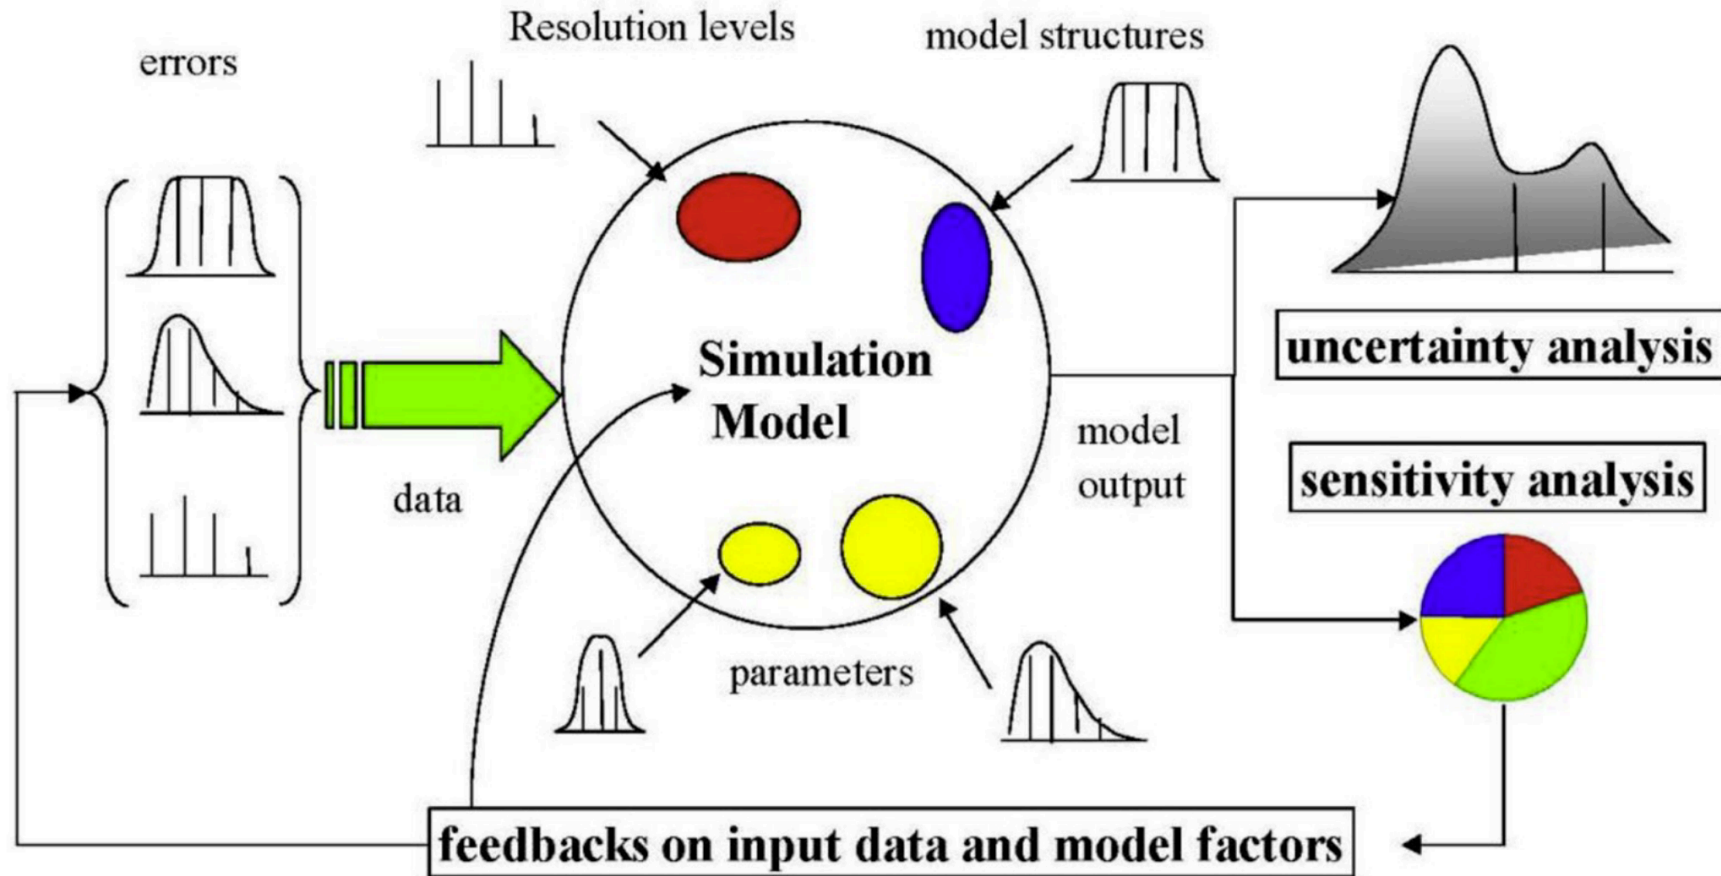 Resolution levels
model structures
errors
uncertainty analysis
Simulation
Model
model
output
sensitivity analysis
data
parameters
feedbacks on input data and model factors